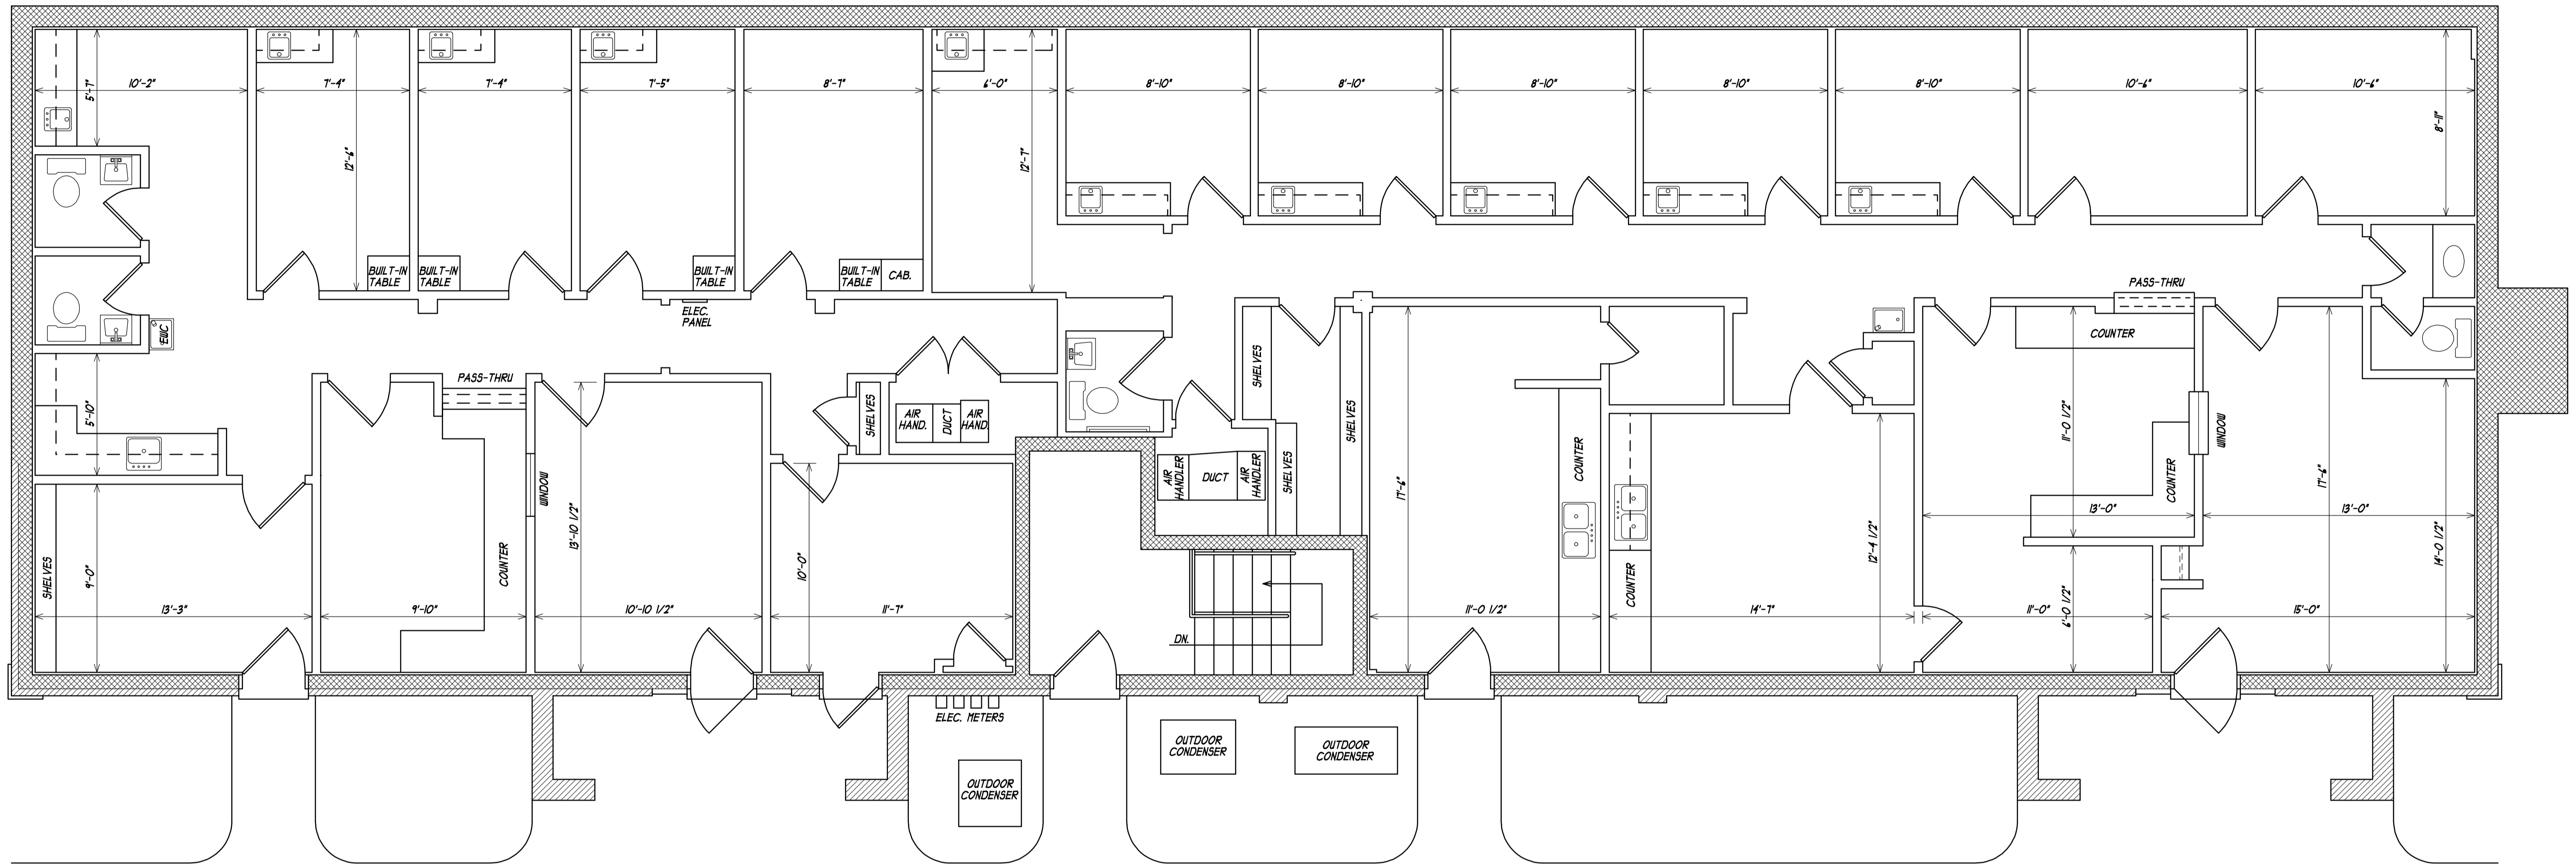 10'-2"
7'-4"
7'-4"
7'-5"
8'-7"
6'-0"
8'-10"
8'-10"
8'-10"
8'-10"
8'-10"
10'-6"
10'-6"
5'-7"
12'-6"
12'-7"
8'-11"
BUILT-IN
TABLE
BUILT-IN
TABLE
BUILT-IN
TABLE
BUILT-IN
TABLE
CAB.
ELEC.
PANEL
EWC
PASS-THRU
COUNTER
PASS-THRU
5'-10"
SHELVES
AIR
HAND.
DUCT
AIR
HAND.
SHELVES
SHELVES
SHELVES
AIR
HANDLER
DUCT
AIR
HANDLER
COUNTER
11'-0 1/2"
WINDOW
COUNTER
WINDOW
13'-10 1/2"
17'-6"
17'-6"
13'-0"
13'-0"
SHELVES
9'-0"
COUNTER
10'-0"
COUNTER
12'-4 1/2"
14'-0 1/2"
6'-0 1/2"
13'-3"
9'-10"
10'-10 1/2"
11'-7"
11'-0 1/2"
14'-7"
11'-0"
15'-0"
DN.
ELEC. METERS
OUTDOOR
CONDENSER
OUTDOOR
CONDENSER
OUTDOOR
CONDENSER